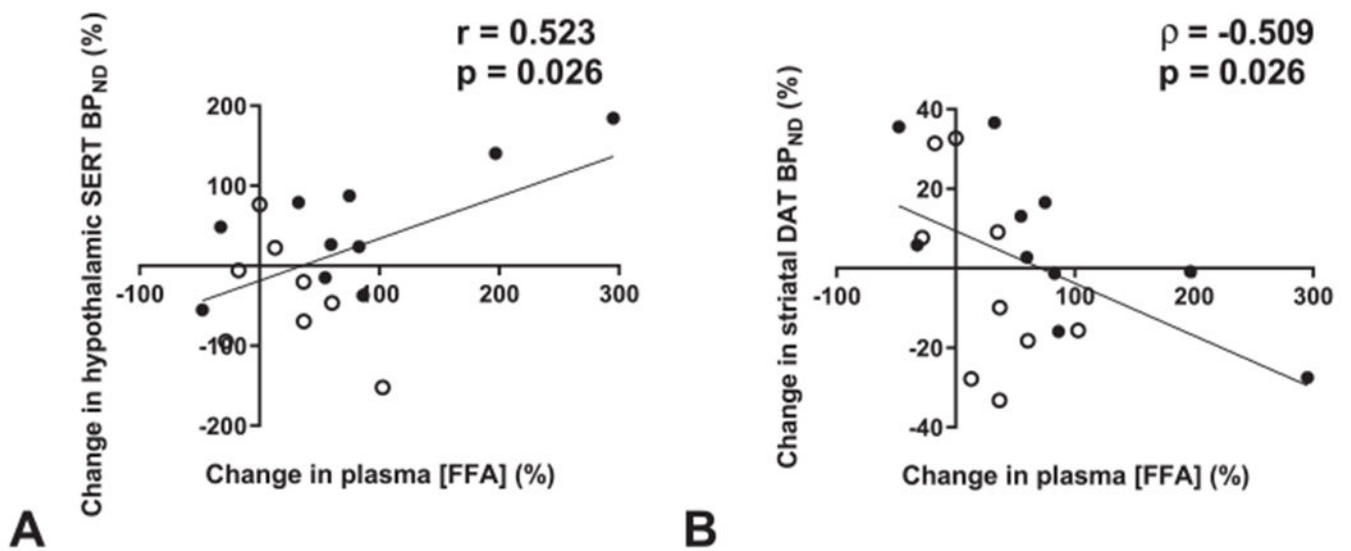 r = 0.523
p = 0.026
Change in hypothalamic SERT BPND (%)
200
100
-100
100
200
300
-100
-200
Change in plasma [FFA] (%)
A
ρ = -0.509
p = 0.026
Change in striatal DAT BPND (%)
40
20
-100
100
200
300
-20
-40
Change in plasma [FFA] (%)
B